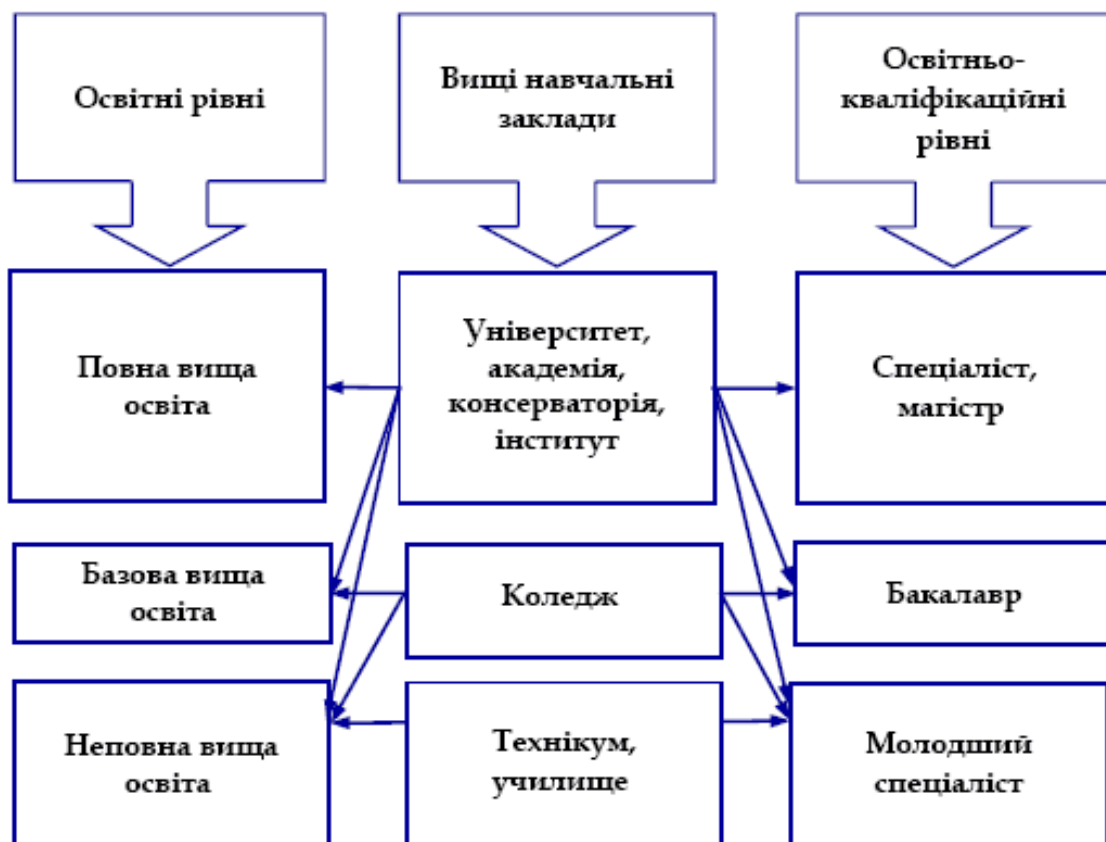 Освітні рівні
Вищі навчальні
заклади
Освітньо-
кваліфікаційні
рівні
Повна вища
освіта
Університет,
академія,
консерваторія,
інститут
Спеціаліст,
магістр
Базова вища
освіта
Коледж
Бакалавр
Неповна вища
освіта
Технікум,
училище
Молодший
спеціаліст